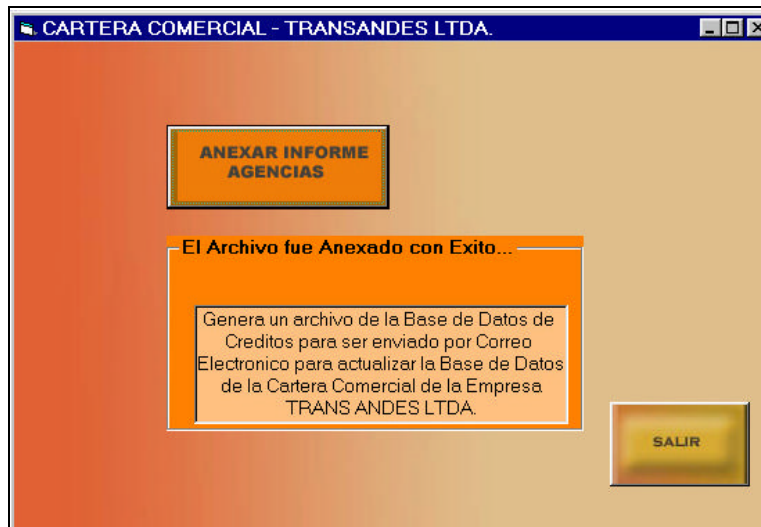 CARTERA COMERCIAL - TRANSANDES LTDA.
ANEXAR INFORME
AGENCIAS
El Archivo fue Anexado con Exito...
Genera un archivo de la Base de Datos de
Creditos para ser enviado por Correo
Electronico para actualizar la Base de Datos
de la Cartera Comercial de la Empresa
TRANS ANDES LTDA.
SALIR